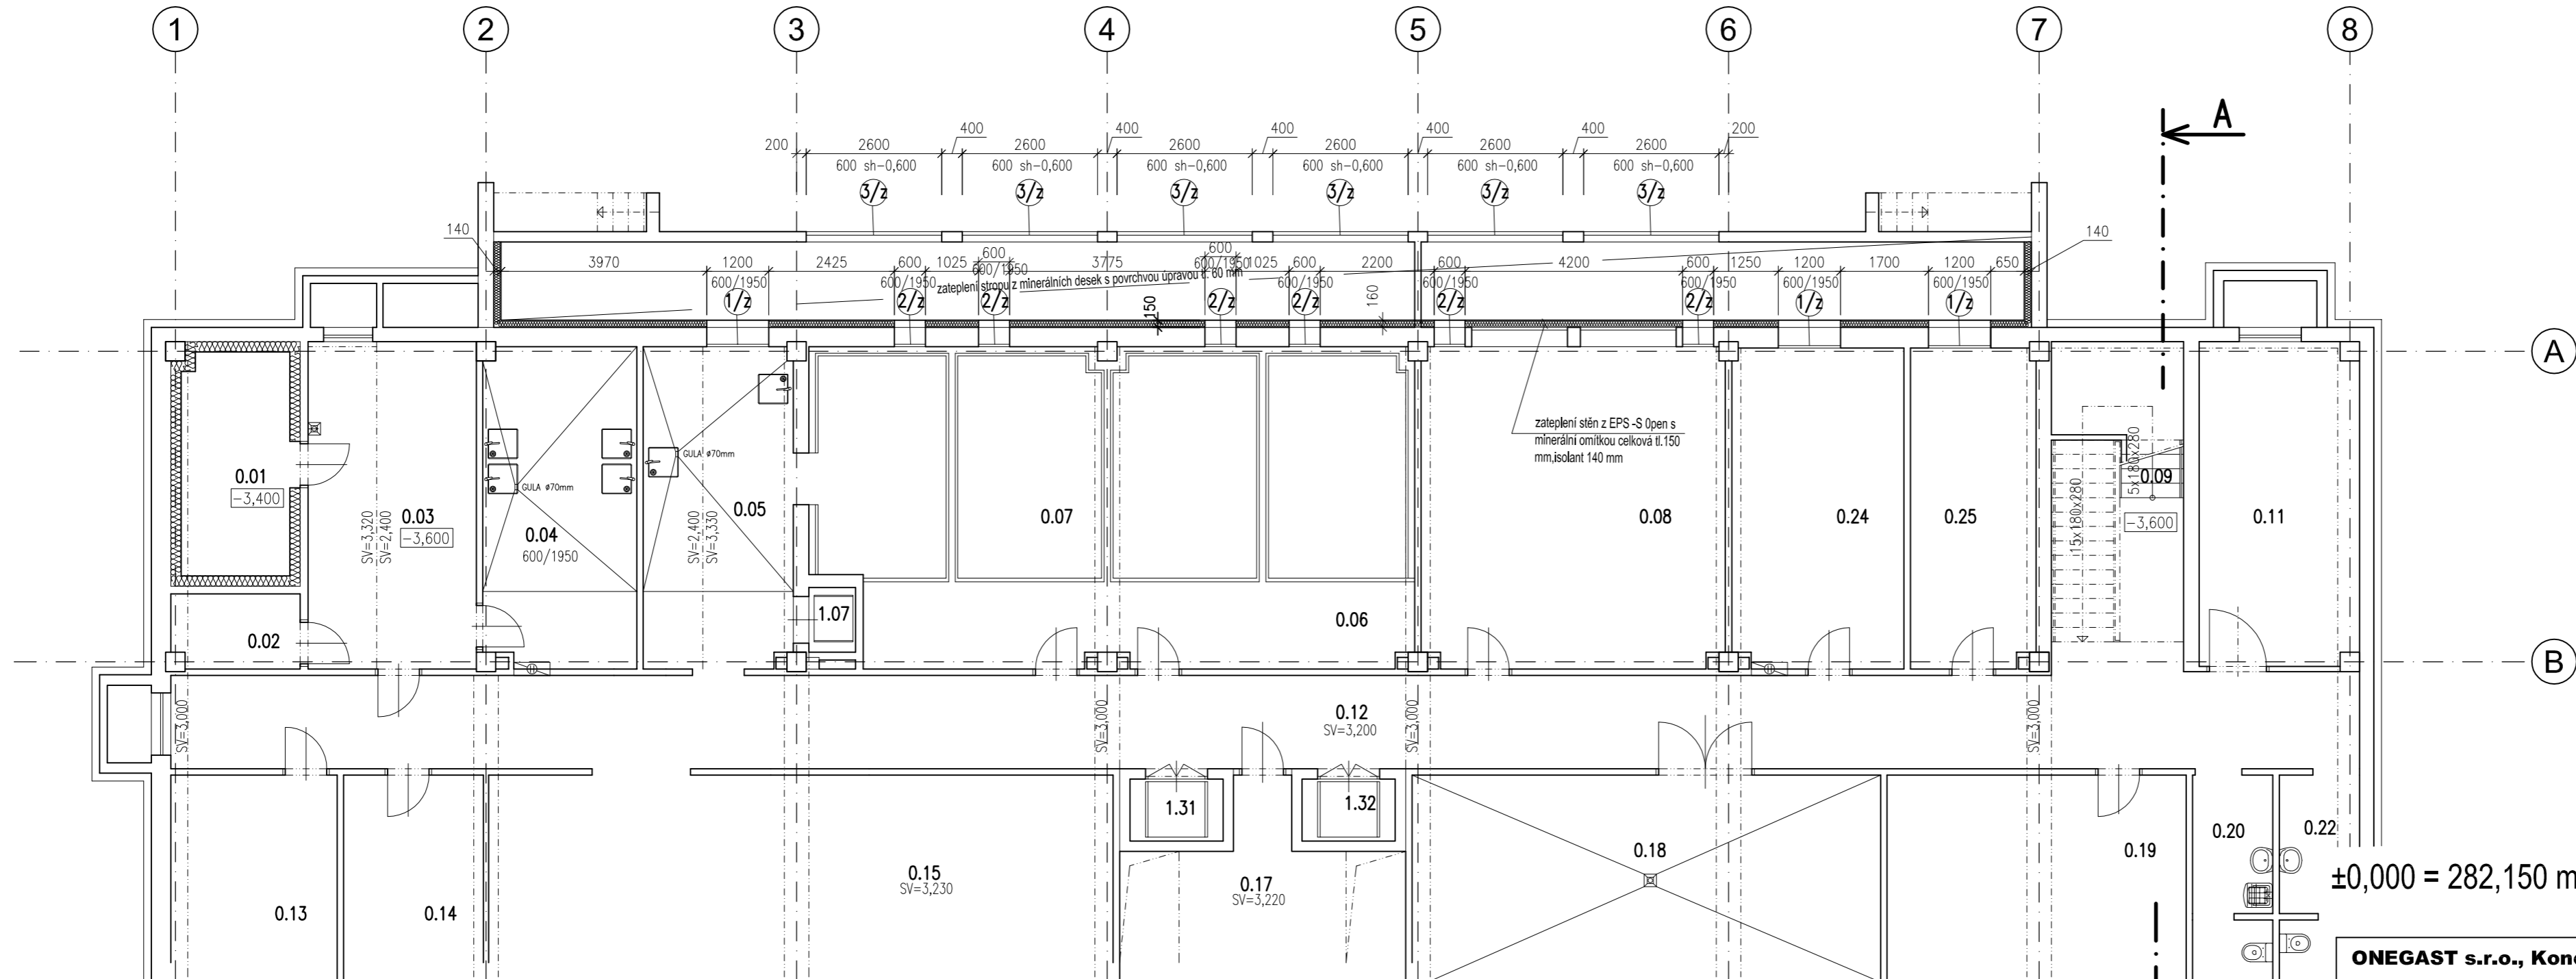 1 2 3 4 5 6 7 8
A
400 400 400 400 400
200 2600 2600 2600 2600 2600 2600 200
600 sh-0,600 600 sh-0,600 600 sh-0,600 600 sh-0,600 600 sh-0,600 600 sh-0,600
3/z 3/z 3/z 3/z 3/z 3/z
140 140
600 600
3970 1200 2425 600 1025 3775 1025 600 2200 600 4200 600 1250 1200 1700 1200 650
600/1950 600/1950 600/1950 600/1950 600/1950 600/1950 600/1950 600/1950 600/1950
zateplení stropu z minerálních desek s povrchvou úpravou tl. 60 mm
1/z 2/z 2/z 2/z 2/z 2/z 2/z 1/z 1/z
150
160
A
zateplení stěn z EPS -S Open s
minerální omítkou celková tl.150
mm,isolant 140 mm
GULA ø70mm
GULA ø70mm
0.01
-3,400
SV=3,320
SV=2,400
0.03
-3,600
0.04
600/1950
SV=2,400
SV=3,330
0.05
0.07
0.08
0.24
0.25
15x180x280
5x180x280
0.09
-3,600
0.11
0.02
1.07
0.06
B
SV=3,000
SV=3,000
0.12
SV=3,200
SV=3,000
SV=3,000
1.31
1.32
0.13
0.14
0.15
SV=3,230
0.17
SV=3,220
0.18
0.19
0.20
0.22
±0,000 = 282,150 m
ONEGAST s.r.o., Kon